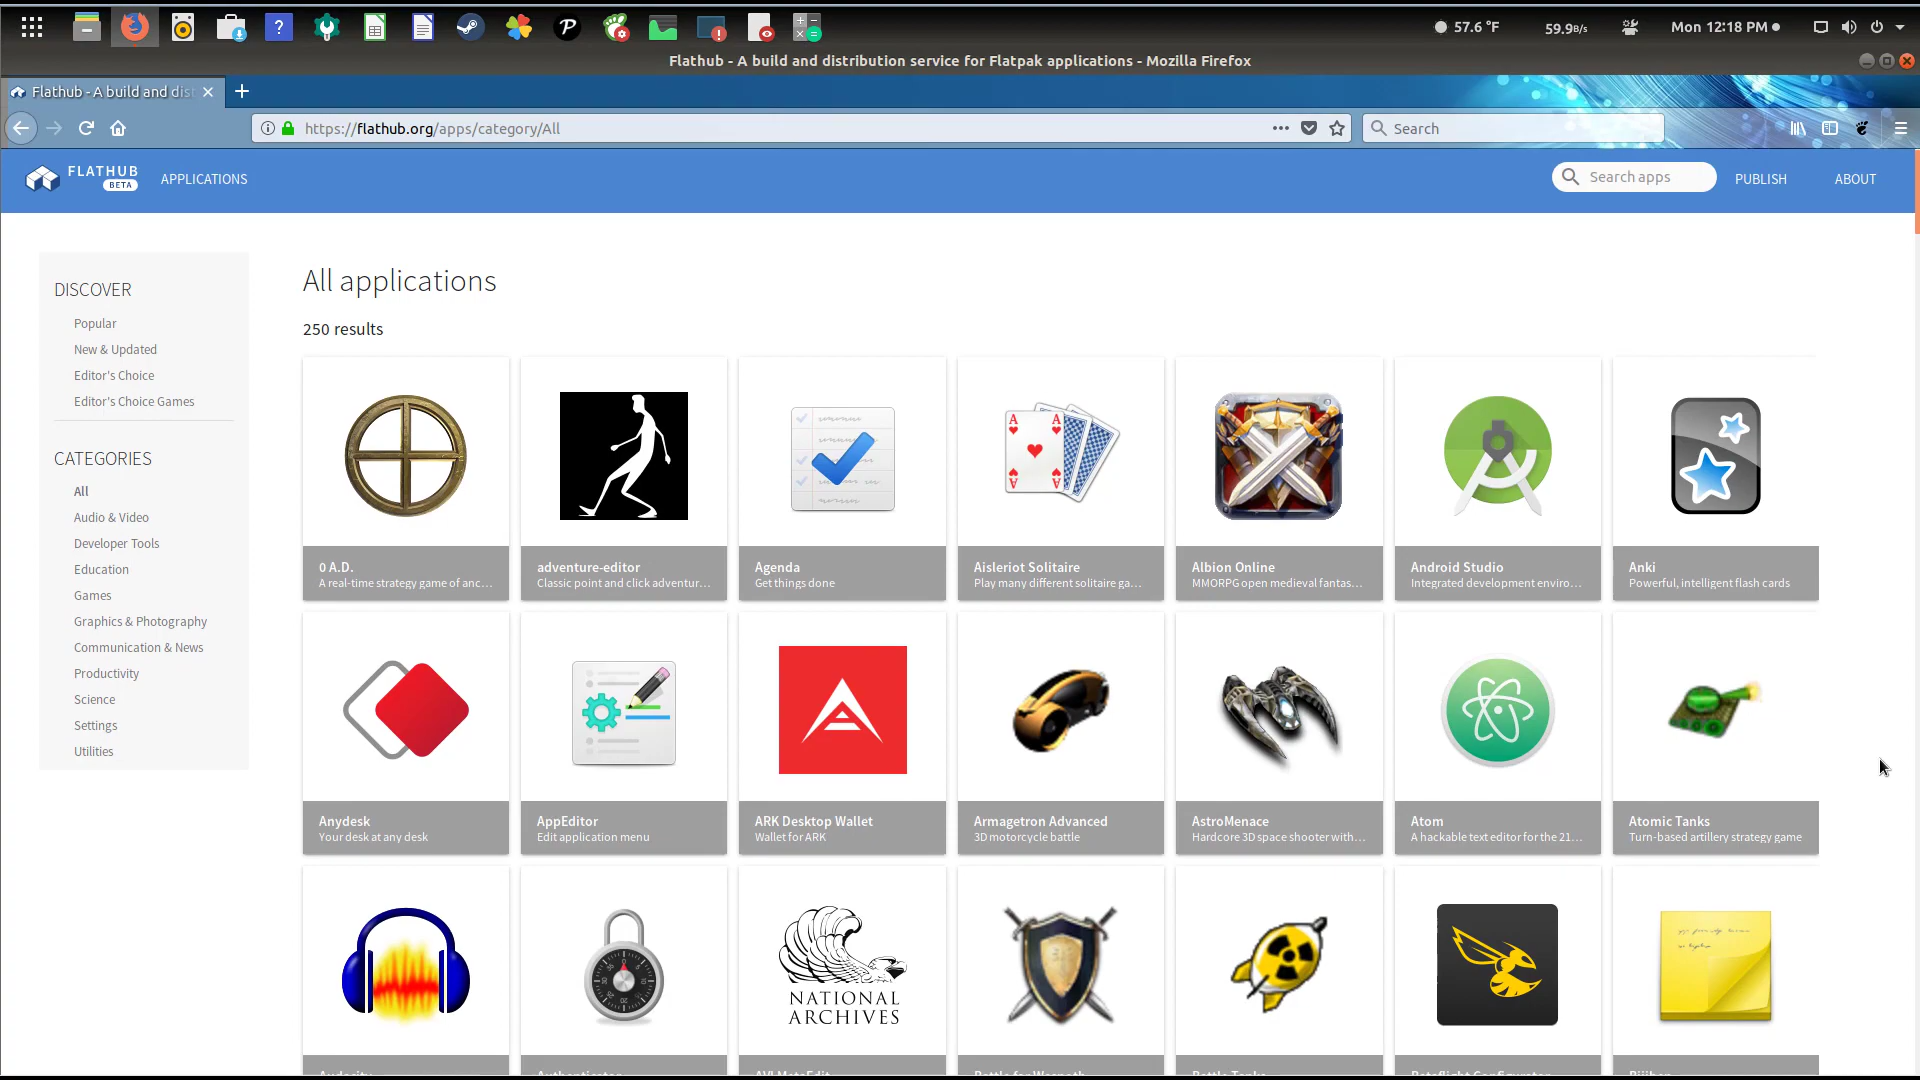 57.6 °F
59.9B/s
Mon 12:18 PM
Flathub - A build and distribution service for Flatpak applications - Mozilla Firefox
Flathub - A build and dis
https://flathub.org/apps/category/All
Search
FLATHUB
BETA
APPLICATIONS
Search apps
PUBLISH
ABOUT
DISCOVER
Popular
New & Updated
Editor's Choice
Editor's Choice Games
CATEGORIES
All
Audio & Video
Developer Tools
Education
Games
Graphics & Photography
Communication & News
Productivity
Science
Settings
Utilities
All applications
250 results
0 A.D.
A real-time strategy game of anc...
adventure-editor
Classic point and click adventur...
Agenda
Get things done
Aisleriot Solitaire
Play many different solitaire ga...
Albion Online
MMORPG open medieval fantas...
Android Studio
Integrated development enviro...
Anki
Powerful, intelligent flash cards
Anydesk
Your desk at any desk
AppEditor
Edit application menu
ARK Desktop Wallet
Wallet for ARK
Armagetron Advanced
3D motorcycle battle
AstroMenace
Hardcore 3D space shooter with...
Atom
A hackable text editor for the 21...
Atomic Tanks
Turn-based artillery strategy game
NATIONAL
ARCHIVES